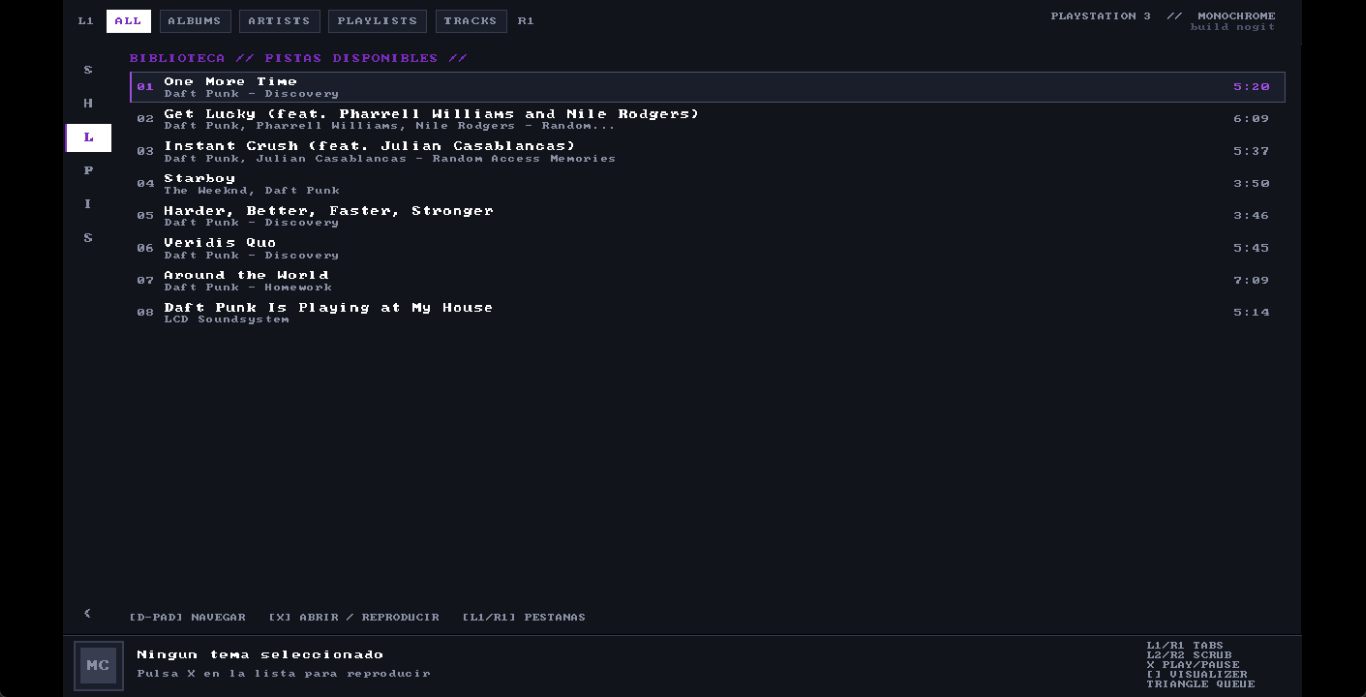 L1 ALL ALBUMS ARTISTS PLAYLISTS TRACKS R1
PLAYSTATION 3 // MONOCHROME
build nogit
BIBLIOTECA // PISTAS DISPONIBLES //
S
H
L
P
I
S
01 One More Time 5:20
Daft Punk - Discovery
02 Get Lucky (feat. Pharrell Williams and Nile Rodgers) 6:09
Daft Punk, Pharrell Williams, Nile Rodgers - Random...
03 Instant Crush (feat. Julian Casablancas) 5:37
Daft Punk, Julian Casablancas - Random Access Memories
04 Starboy 3:50
The Weeknd, Daft Punk
05 Harder, Better, Faster, Stronger 3:46
Daft Punk - Discovery
06 Veridis Quo 5:45
Daft Punk - Discovery
07 Around the World 7:09
Daft Punk - Homework
08 Daft Punk Is Playing at My House 5:14
LCD Soundsystem
[D-PAD] NAVEGAR [X] ABRIR / REPRODUCIR [L1/R1] PESTANAS
MC
Ningun tema seleccionado
Pulsa X en la lista para reproducir
L1/R1 TABS
L2/R2 SCRUB
X PLAY/PAUSE
[] VISUALIZER
TRIANGLE QUEUE